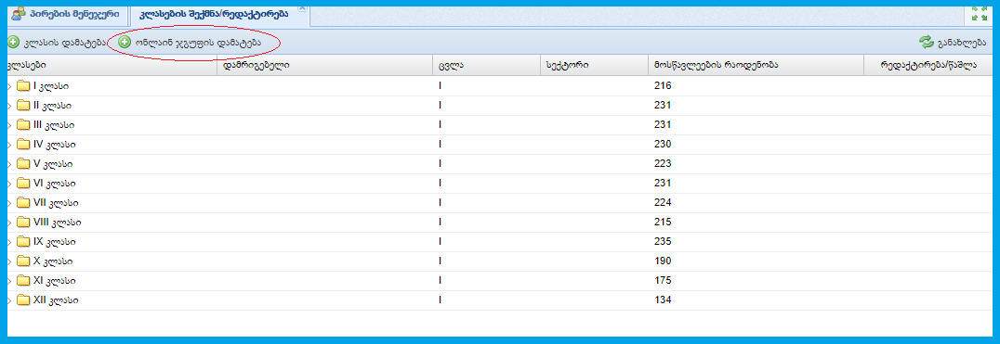 პირების მენეჯერი კლასების შექმნა/რედაქტირება
კლასის დამატება ონლაინ ჯგუფის დამატება განახლება
კლასები დამრიგებელი ცვლა სექტორი მოსწავლეების რაოდენობა რედაქტირება/წაშლა
I კლასი I 216
II კლასი I 231
III კლასი I 231
IV კლასი I 230
V კლასი I 223
VI კლასი I 231
VII კლასი I 224
VIII კლასი I 215
IX კლასი I 235
X კლასი I 190
XI კლასი I 175
XII კლასი I 134